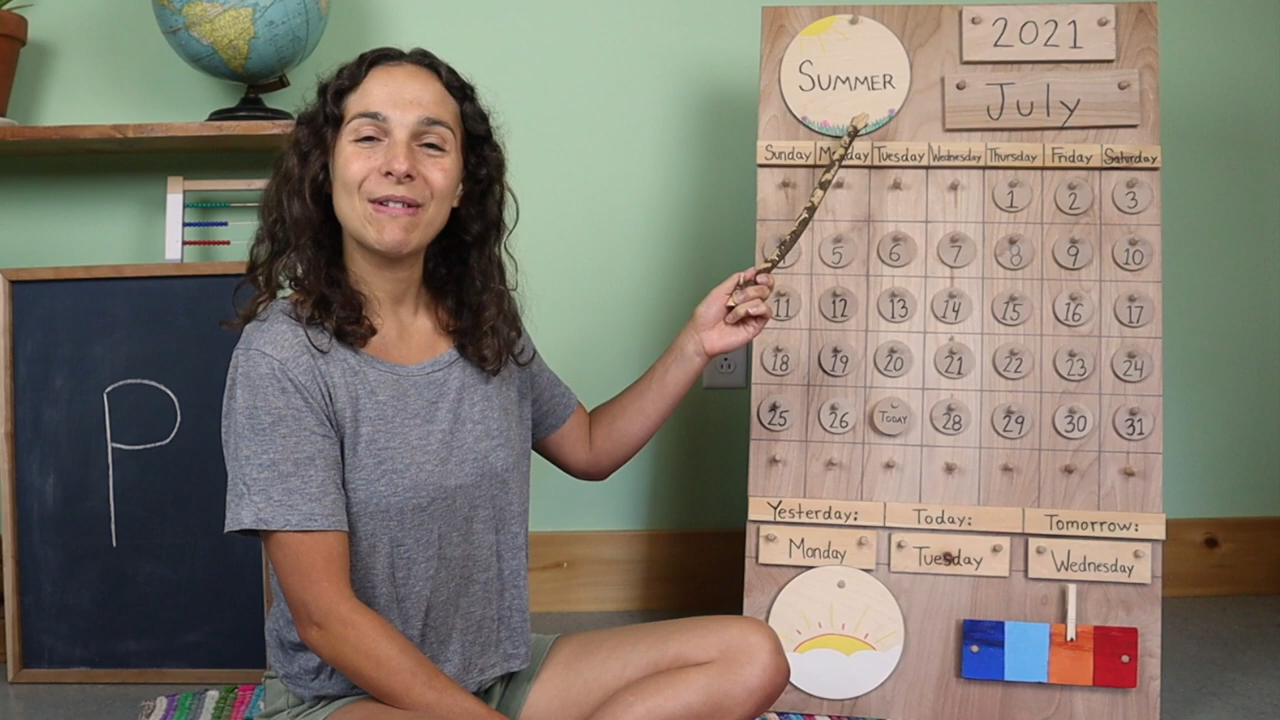 P
SUMMER
2021
July
Sunday Monday Tuesday Wednesday Thursday Friday Saturday
1 2 3
5 6 7 8 9 10
11 12 13 14 15 16 17
18 19 20 21 22 23 24
25 26 TODAY 28 29 30 31
Yesterday: Today: Tomorrow:
Monday Tuesday Wednesday